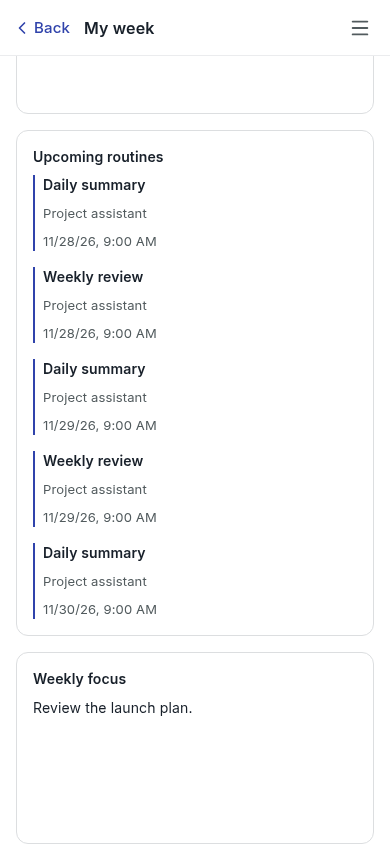 Back
My week
Upcoming routines
Daily summary
Project assistant
11/28/26, 9:00 AM
Weekly review
Project assistant
11/28/26, 9:00 AM
Daily summary
Project assistant
11/29/26, 9:00 AM
Weekly review
Project assistant
11/29/26, 9:00 AM
Daily summary
Project assistant
11/30/26, 9:00 AM
Weekly focus
Review the launch plan.